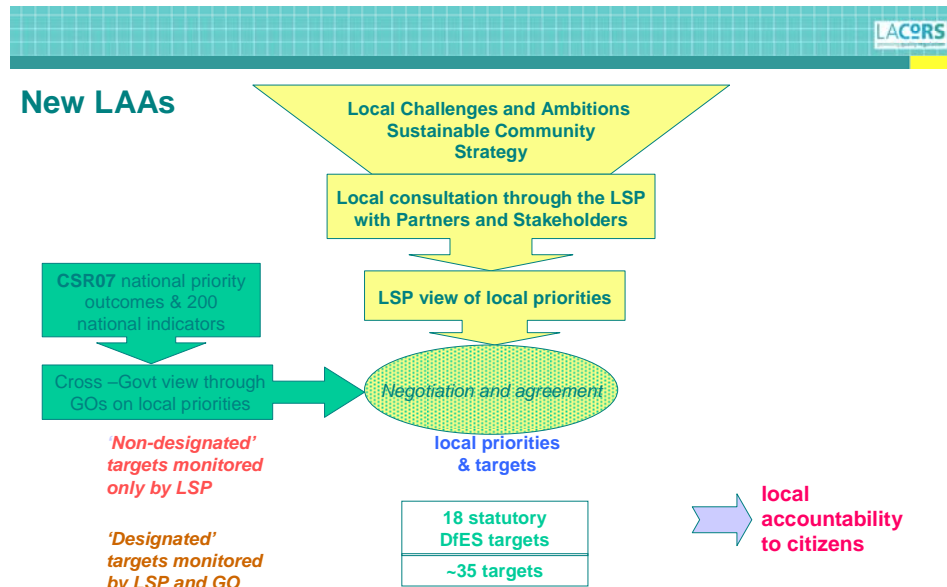 LACORS
New LAAs
Local Challenges and Ambitions
Sustainable Community
Strategy
Local consultation through the LSP
with Partners and Stakeholders
CSR07 national priority
outcomes & 200
national indicators
LSP view of local priorities
Cross –Govt view through
GOs on local priorities
Negotiation and agreement
‘Non-designated’
targets monitored
only by LSP
local priorities
& targets
18 statutory
DfES targets
~35 targets
local
accountability
to citizens
‘Designated’
targets monitored
by LSP and GO